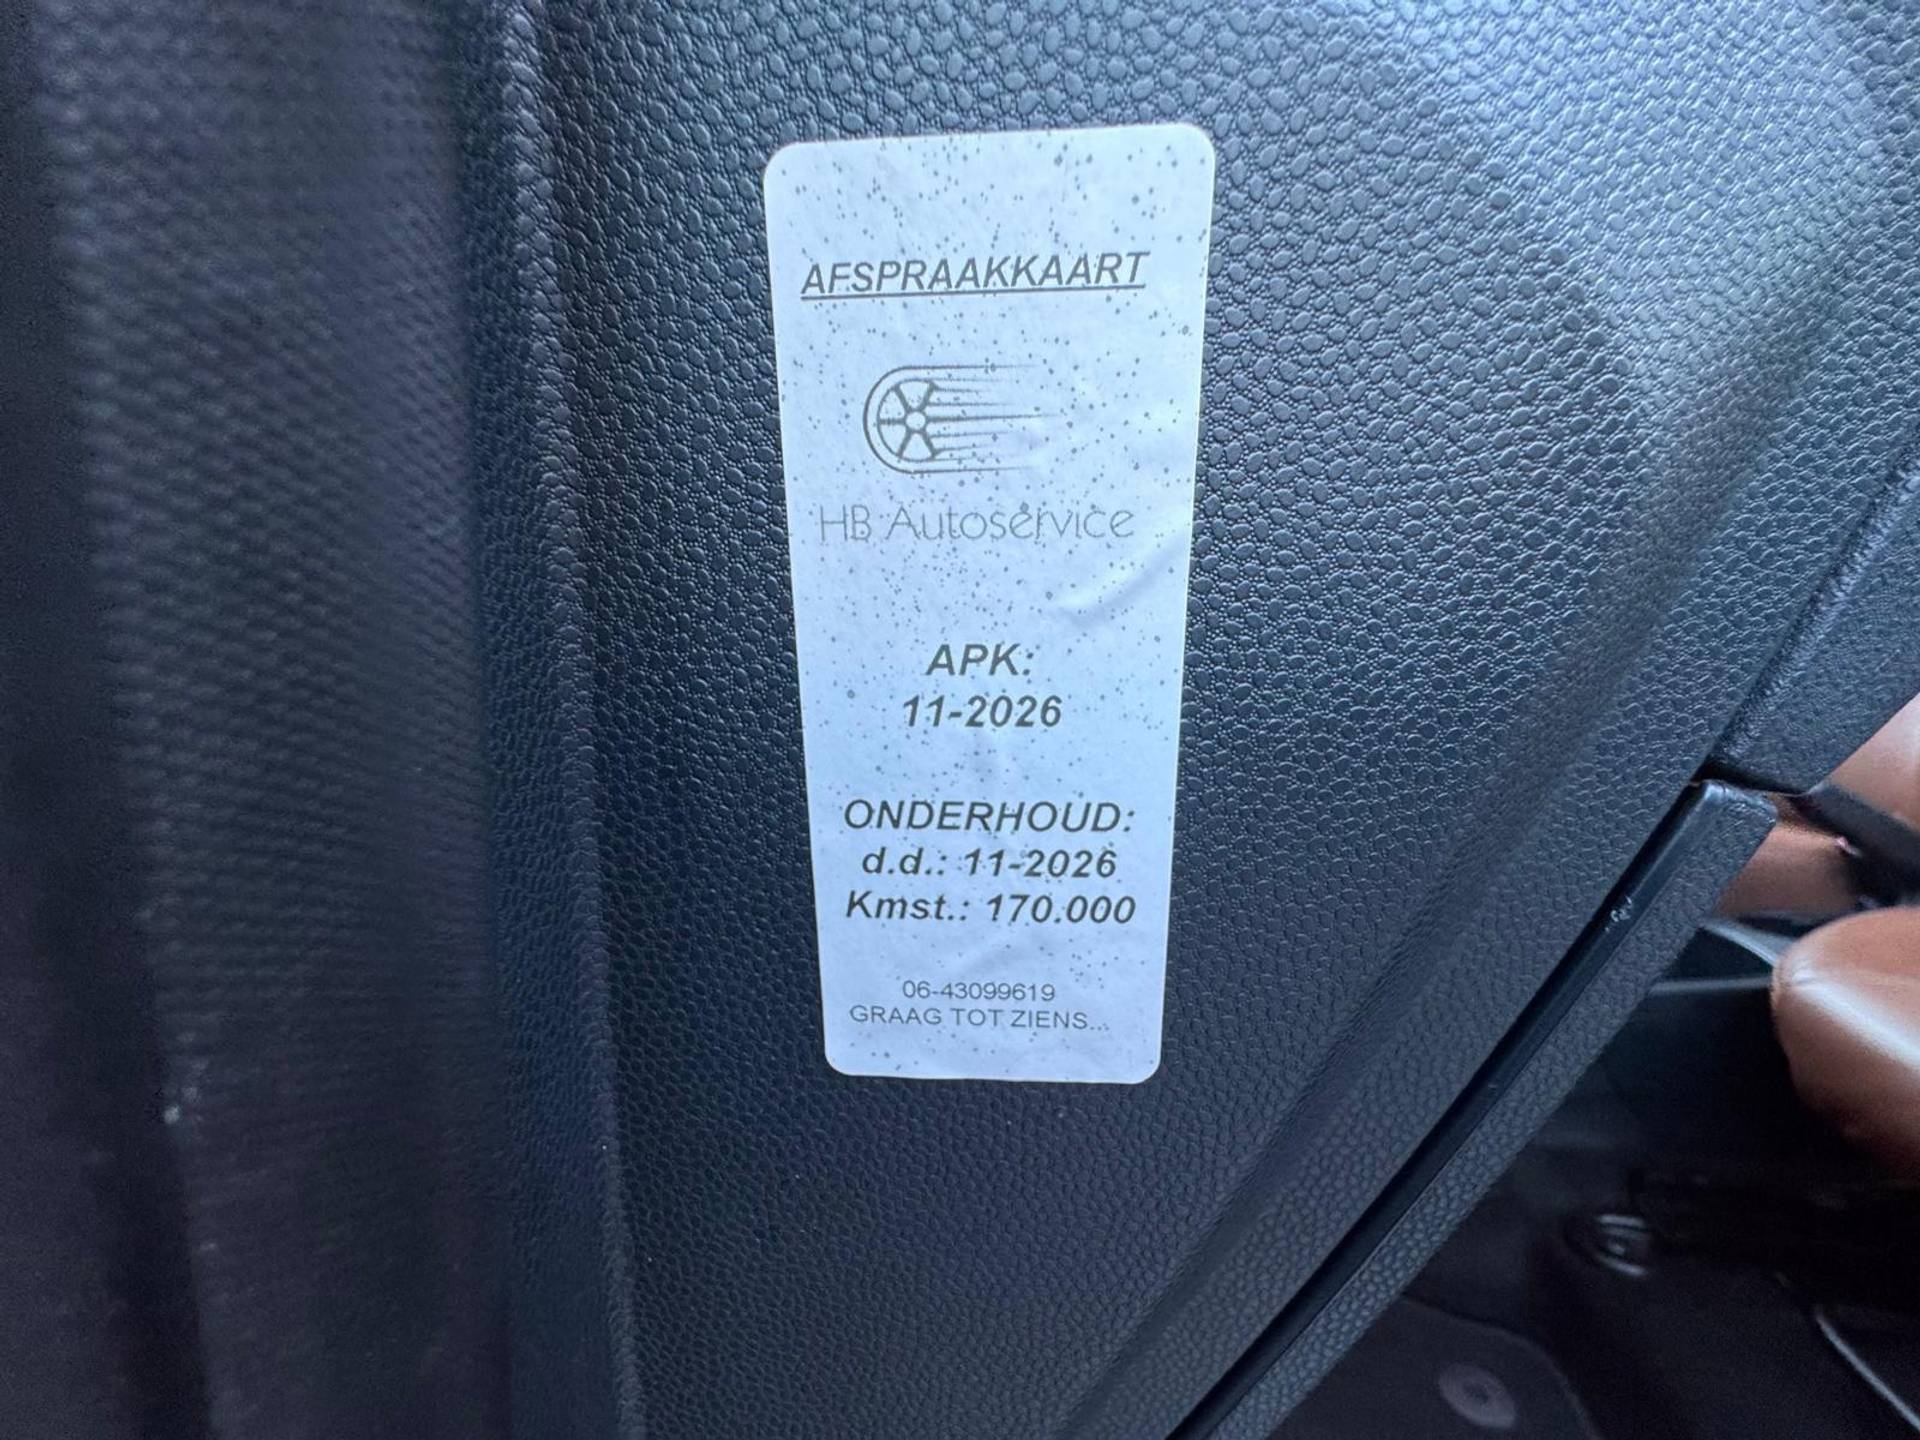 AFSPRAAKKAART
HB Autoservice
APK:
11-2026
ONDERHOUD:
d.d.: 11-2026
Kmst.: 170.000
06-43099619
GRAAG TOT ZIENS...